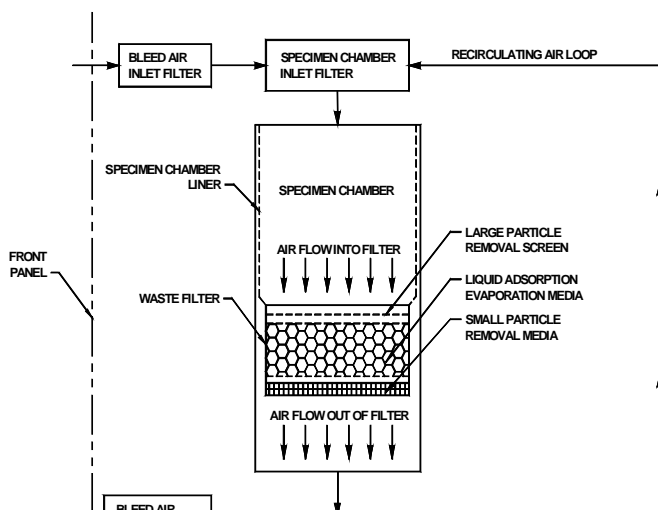 BLEED AIR
INLET FILTER
SPECIMEN CHAMBER
INLET FILTER
RECIRCULATING AIR LOOP
SPECIMEN CHAMBER
LINER
SPECIMEN CHAMBER
FRONT
PANEL
AIR FLOW INTO FILTER
LARGE PARTICLE
REMOVAL SCREEN
WASTE FILTER
LIQUID ADSORPTION
EVAPORATION MEDIA
SMALL PARTICLE
REMOVAL MEDIA
AIR FLOW OUT OF FILTER
BLEED AIR